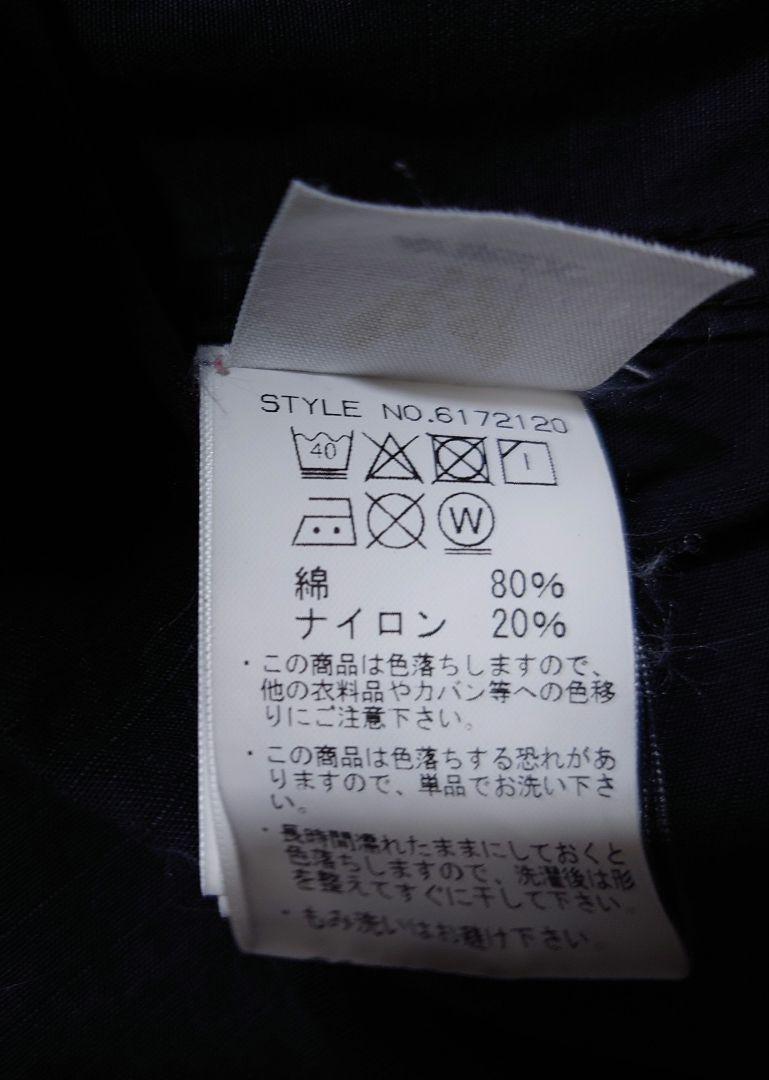 STYLE NO.6172120
40
W
綿 80%
ナイロン 20%
・この商品は色落ちしますので、
他の衣料品やカバン等への色移
りにご注意下さい。
・この商品は色落ちする恐れがあ
りますので、単品でお洗い下さ
い。
・長時間濡れたままにしておくと
色落ちしますので、洗濯後は形
を整えてすぐに干して下さい。
・もみ洗いはお避け下さい。